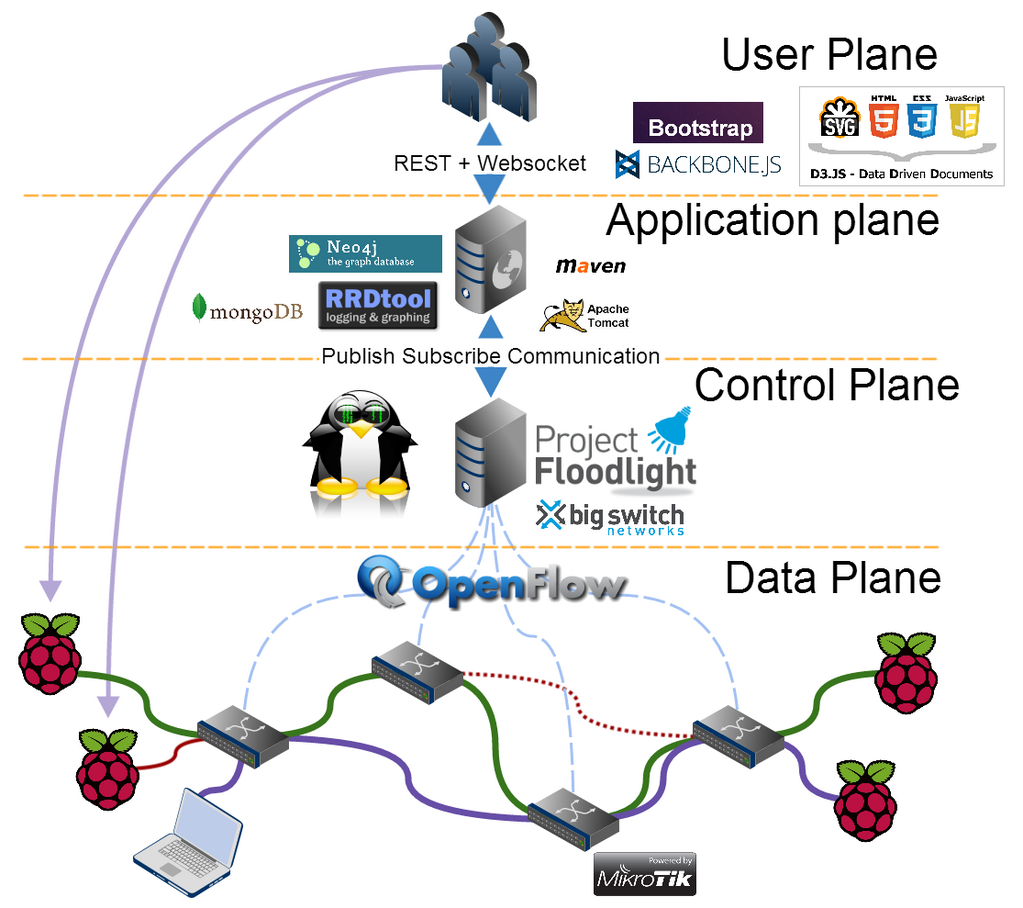 User Plane
HTML
CSS
JavaScript
SVG
5
3
JS
Bootstrap
BACKBONE.JS
D3.JS - Data Driven Documents
REST + Websocket
Application plane
Neo4j
the graph database
maven
mongoDB
RRDtool
logging & graphing
Apache
Tomcat
Publish Subscribe Communication
Control Plane
Project
Floodlight
big switch
networks
OpenFlow
Data Plane
Powered by
MikroTik